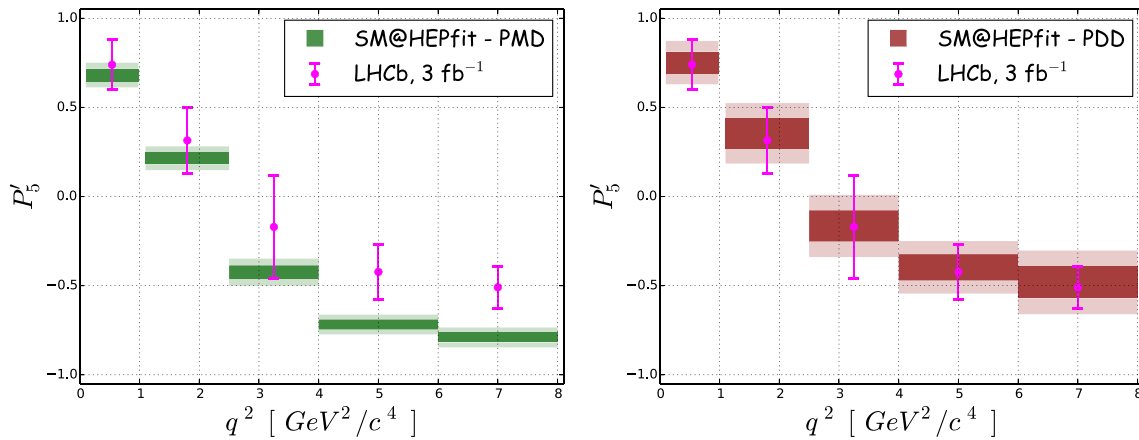 SM@HEPfit - PMD
LHCb, 3 fb⁻¹
1.0
0.5
0.0
−0.5
−1.0
P′₅
0 1 2 3 4 5 6 7 8
q² [ GeV²/c⁴ ]
SM@HEPfit - PDD
LHCb, 3 fb⁻¹
1.0
0.5
0.0
−0.5
−1.0
P′₅
0 1 2 3 4 5 6 7 8
q² [ GeV²/c⁴ ]